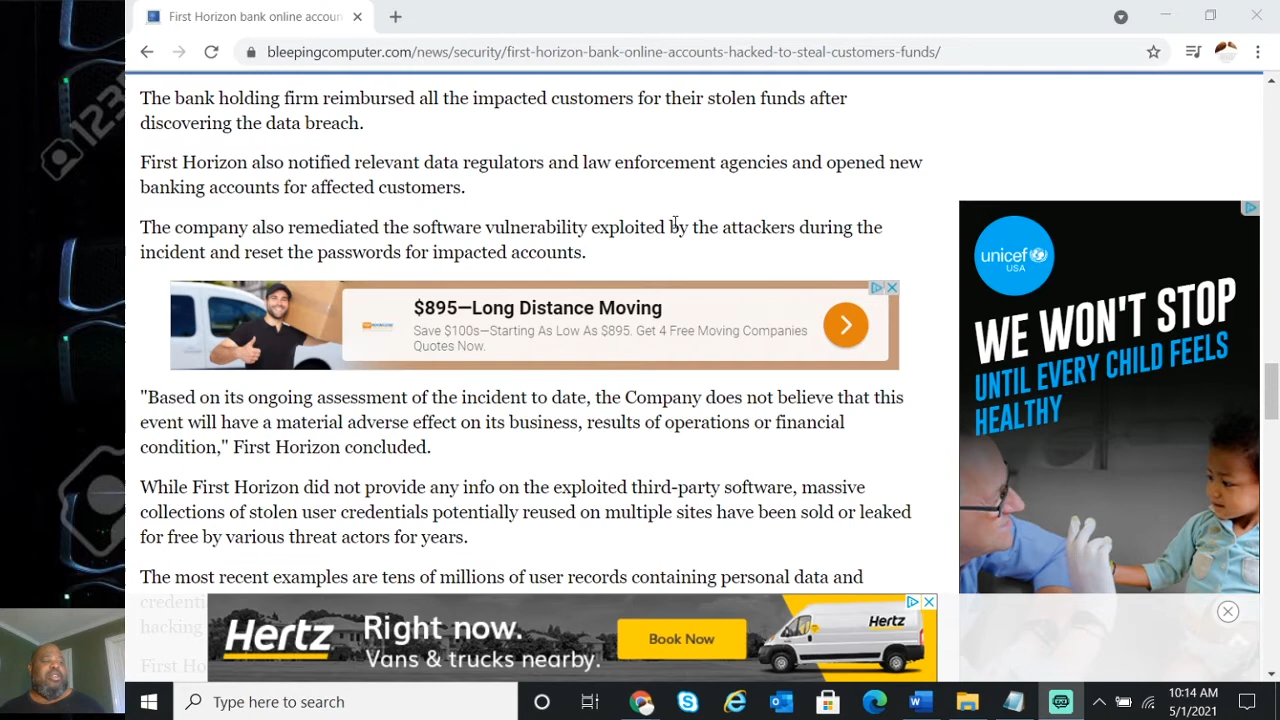 First Horizon bank online accoun
bleepingcomputer.com/news/security/first-horizon-bank-online-accounts-hacked-to-steal-customers-funds/
The bank holding firm reimbursed all the impacted customers for their stolen funds after
discovering the data breach.
First Horizon also notified relevant data regulators and law enforcement agencies and opened new
banking accounts for affected customers.
The company also remediated the software vulnerability exploited by the attackers during the
incident and reset the passwords for impacted accounts.
$895—Long Distance Moving
Save $100s—Starting As Low As $895. Get 4 Free Moving Companies
Quotes Now.
"Based on its ongoing assessment of the incident to date, the Company does not believe that this
event will have a material adverse effect on its business, results of operations or financial
condition," First Horizon concluded.
While First Horizon did not provide any info on the exploited third-party software, massive
collections of stolen user credentials potentially reused on multiple sites have been sold or leaked
for free by various threat actors for years.
The most recent examples are tens of millions of user records containing personal data and
credenti
hacking
First Ho
unicef
USA
WE WON'T STOP
UNTIL EVERY CHILD FEELS
HEALTHY
Hertz
Right now.
Vans & trucks nearby.
Book Now
Hertz
Type here to search
10:14 AM
5/1/2021
123